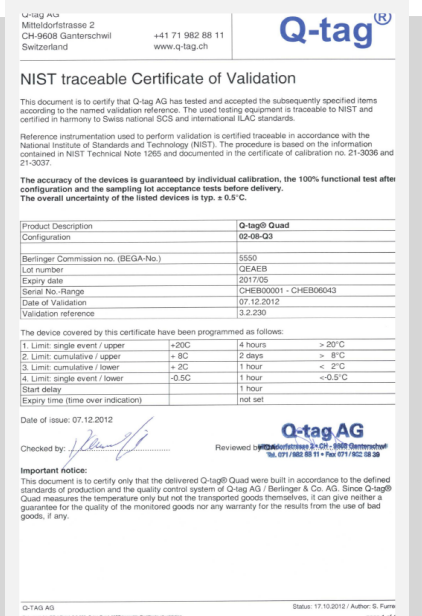 Q-tag AG
Mitteldorfstrasse 2
CH-9608 Ganterschwil +41 71 982 88 11
Switzerland www.q-tag.ch
Q-tag®
NIST traceable Certificate of Validation
This document is to certify that Q-tag AG has tested and accepted the subsequently specified items
according to the named validation reference. The used testing equipment is traceable to NIST and
certified in harmony to Swiss national SCS and international ILAC standards.
Reference instrumentation used to perform validation is certified traceable in accordance with the
National Institute of Standards and Technology (NIST). The procedure is based on the information
contained in NIST Technical Note 1265 and documented in the certificate of calibration no. 21-3036 and
21-3037.
The accuracy of the devices is guaranteed by individual calibration, the 100% functional test after
configuration and the sampling lot acceptance tests before delivery.
The overall uncertainty of the listed devices is typ. ± 0.5°C.
Product Description Q-tag® Quad
Configuration 02-08-Q3
Berlinger Commission no. (BEGA-No.) 5550
Lot number QEAEB
Expiry date 2017/05
Serial No.-Range CHEB00001 - CHEB06043
Date of Validation 07.12.2012
Validation reference 3.2.230
The device covered by this certificate have been programmed as follows:
1. Limit: single event / upper +20C 4 hours > 20°C
2. Limit: cumulative / upper + 8C 2 days > 8°C
3. Limit: cumulative / lower + 2C 1 hour < 2°C
4. Limit: single event / lower -0.5C 1 hour <-0.5°C
Start delay 1 hour
Expiry time (time over indication) not set
Date of issue: 07.12.2012
Q-tag AG
Checked by: Reviewed by
Mitteldorfstrasse 2 • CH - 9608 Ganterschwil
Tel. 071/982 88 11 • Fax 071/982 88 39
Important notice:
This document is to certify only that the delivered Q-tag® Quad were built in accordance to the defined
standards of production and the quality control system of Q-tag AG / Berlinger & Co. AG. Since Q-tag®
Quad measures the temperature only but not the transported goods themselves, it can give neither a
guarantee for the quality of the monitored goods nor any warranty for the results from the use of bad
goods, if any.
Q-TAG AG Status: 17.10.2012 / Author: S. Furre